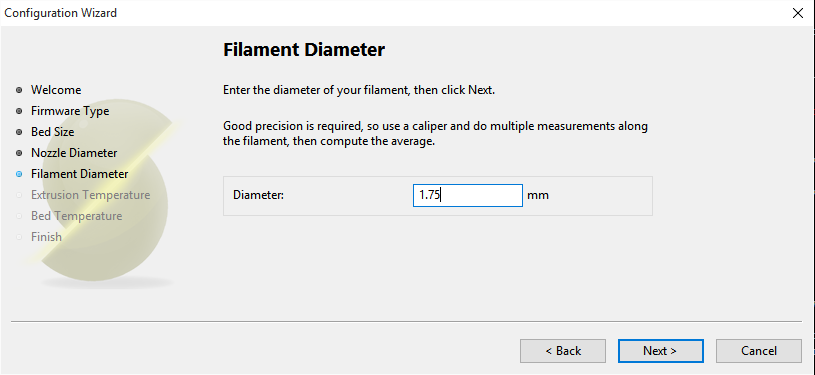 Configuration Wizard
Filament Diameter
Welcome
Firmware Type
Bed Size
Nozzle Diameter
Filament Diameter
Extrusion Temperature
Bed Temperature
Finish
Enter the diameter of your filament, then click Next.
Good precision is required, so use a caliper and do multiple measurements along
the filament, then compute the average.
Diameter: 1.75 mm
< Back Next > Cancel